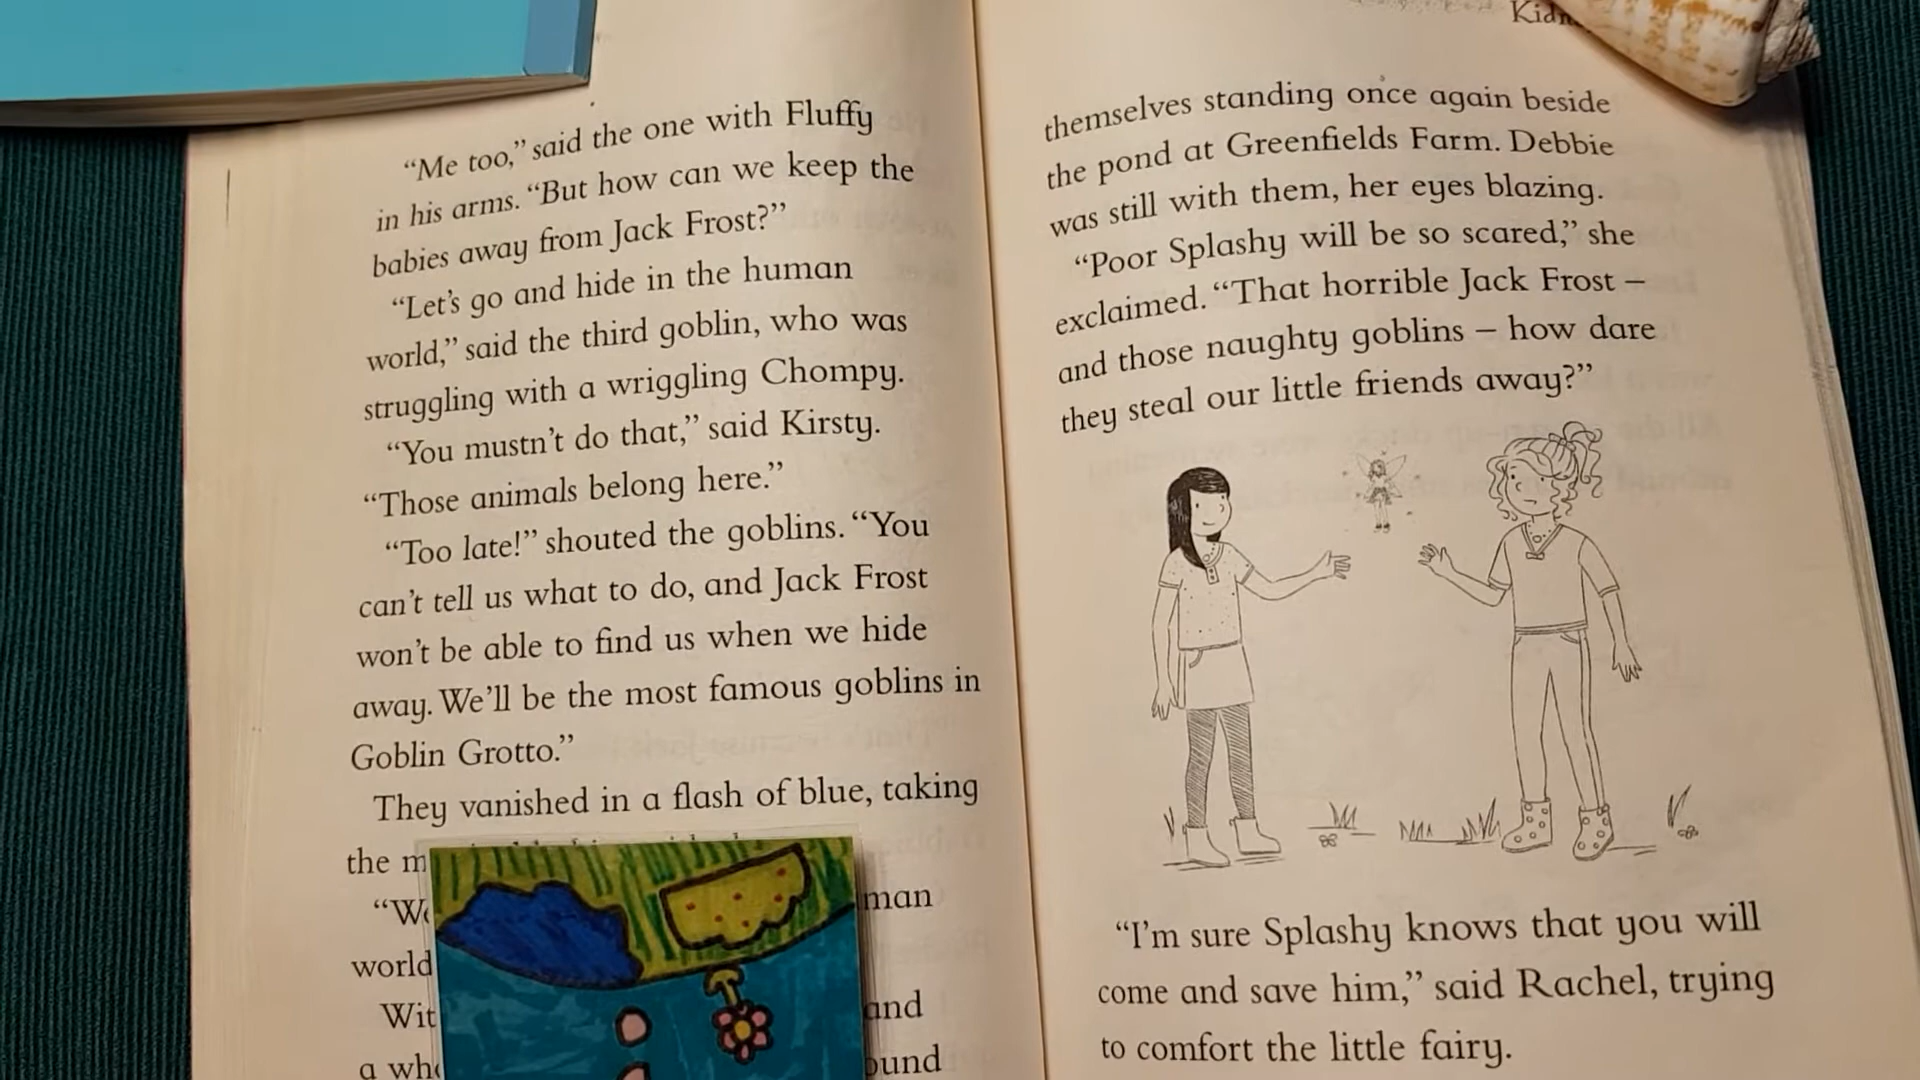 “Me too,” said the one with Fluffy
in his arms. “But how can we keep the
babies away from Jack Frost?”
“Let’s go and hide in the human
world,” said the third goblin, who was
struggling with a wriggling Chompy.
“You mustn’t do that,” said Kirsty.
“Those animals belong here.”
“Too late!” shouted the goblins. “You
can’t tell us what to do, and Jack Frost
won’t be able to find us when we hide
away. We’ll be the most famous goblins in
Goblin Grotto.”
They vanished in a flash of blue, taking
the
man
world
and
a
themselves standing once again beside
the pond at Greenfields Farm. Debbie
was still with them, her eyes blazing.
“Poor Splashy will be so scared,” she
exclaimed. “That horrible Jack Frost –
and those naughty goblins – how dare
they steal our little friends away?”
“I’m sure Splashy knows that you will
come and save him,” said Rachel, trying
to comfort the little fairy.